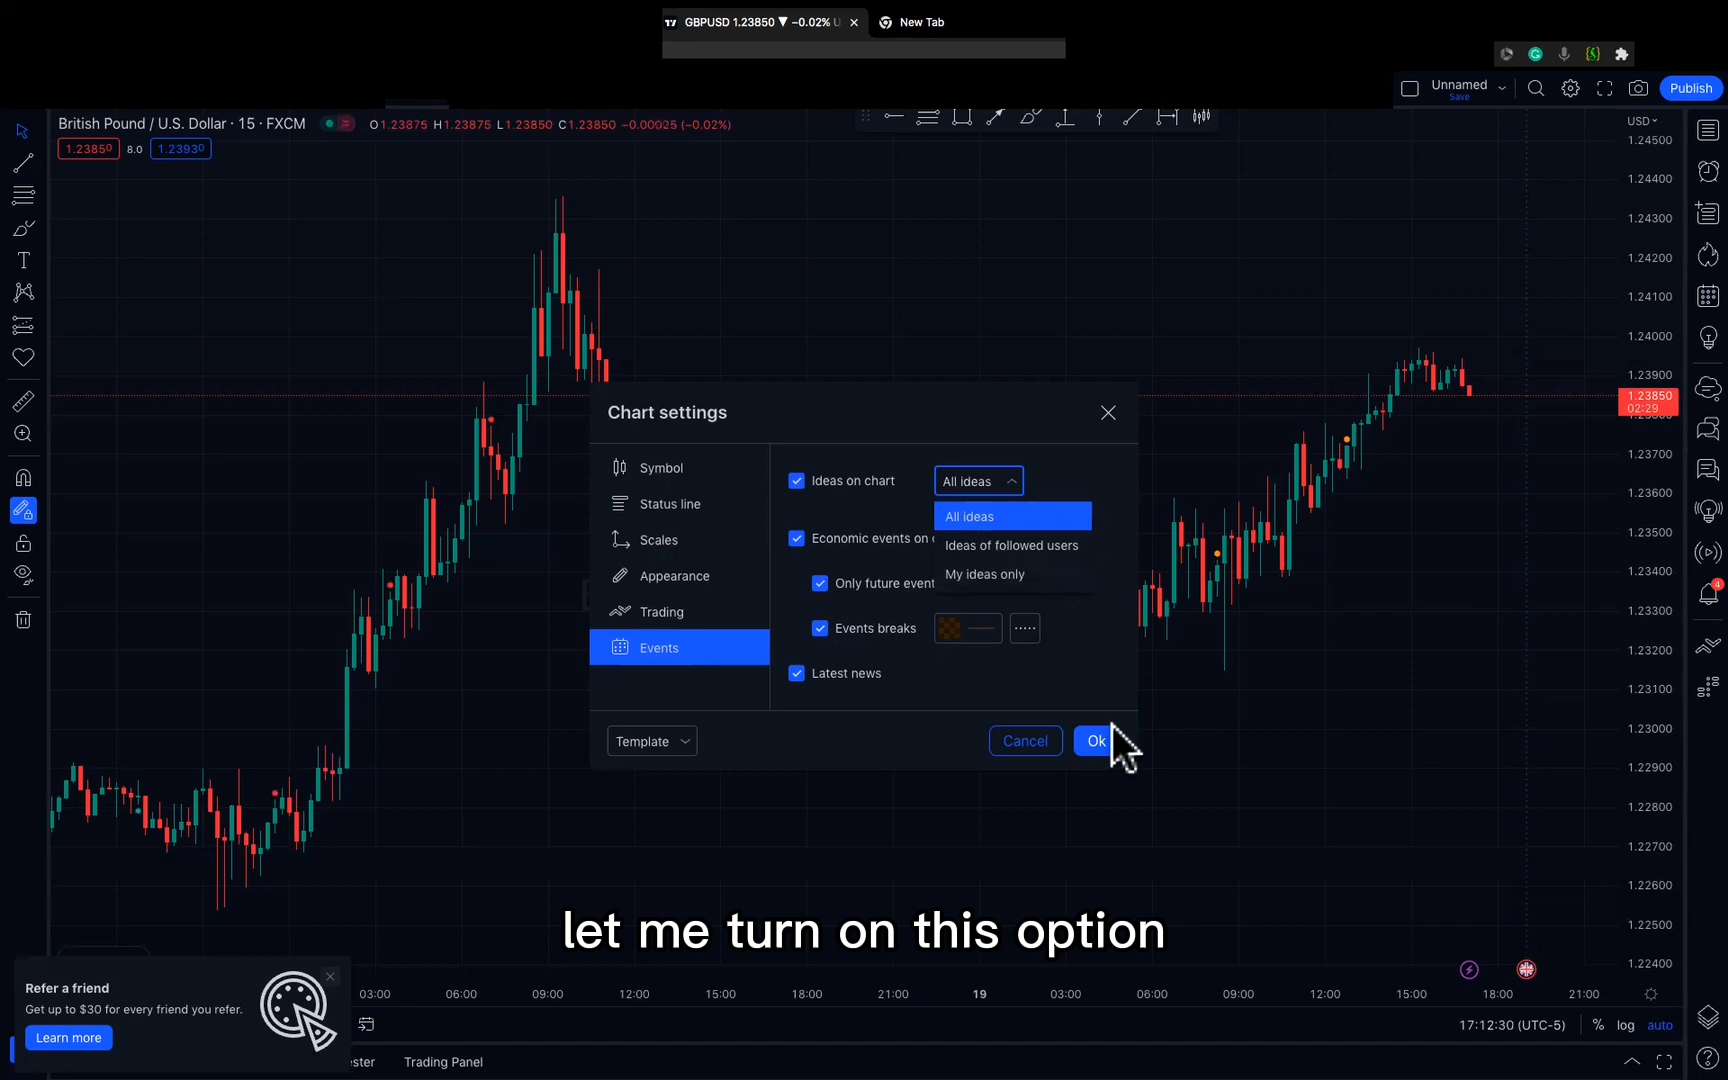 GBPUSD 1.23850 ▼ −0.02% U
New Tab
Unnamed
Save
Publish
British Pound / U.S. Dollar · 15 · FXCM
O1.23875 H1.23875 L1.23850 C1.23850 −0.00025 (−0.02%)
1.23850 8.0 1.23930
USD
1.24500
1.24400
1.24300
1.24200
1.24100
1.24000
1.23900
1.23850
02:29
1.23700
1.23600
1.23500
1.23400
1.23300
1.23200
1.23100
1.23000
1.22900
1.22800
1.22700
1.22600
1.22500
1.22400
4
Chart settings
Symbol
Status line
Scales
Appearance
Trading
Events
Ideas on chart
All ideas
All ideas
Ideas of followed users
My ideas only
Economic events on
Only future event
Events breaks
Latest news
Template
Cancel
Ok
let me turn on this option
Refer a friend
Get up to $30 for every friend you refer.
Learn more
03:00 06:00 09:00 12:00 15:00 18:00 21:00 19 03:00 06:00 09:00 12:00 15:00 18:00 21:00
17:12:30 (UTC-5) % log auto
ester
Trading Panel